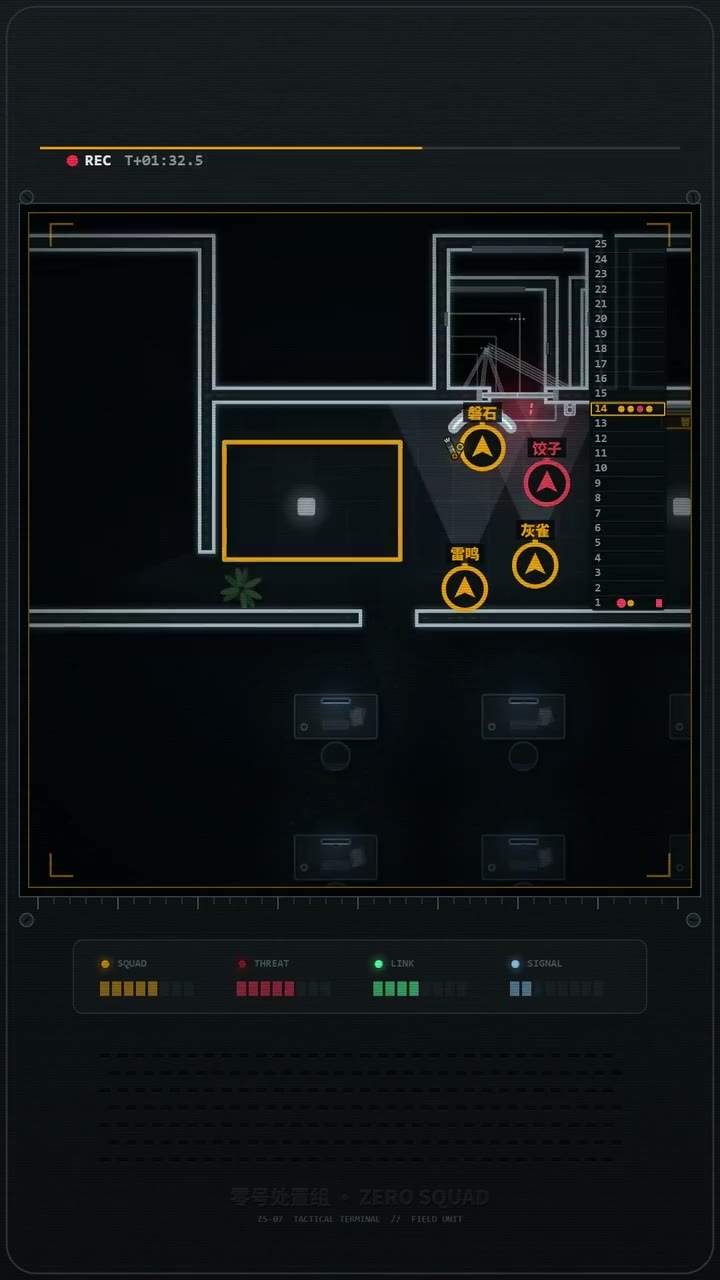 REC T+01:32.5
25
24
23
22
21
20
19
18
17
16
15
14
13
12
11
10
9
8
7
6
5
4
3
2
1
磐石
饺子
灰雀
雷鸣
SQUAD
THREAT
LINK
SIGNAL
零号处置组 · ZERO SQUAD
ZS-07 TACTICAL TERMINAL // FIELD UNIT